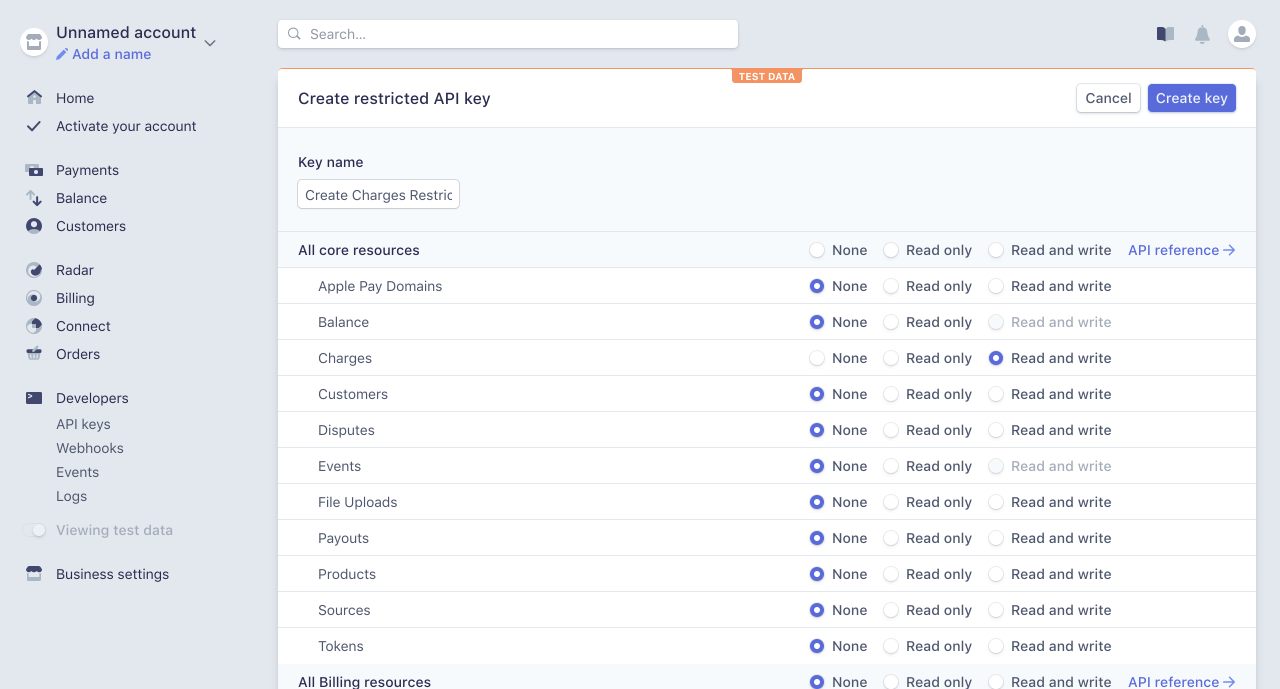 Unnamed account
Add a name
Search...
Home
Activate your account
Payments
Balance
Customers
Radar
Billing
Connect
Orders
Developers
API keys
Webhooks
Events
Logs
Viewing test data
Business settings
TEST DATA
Create restricted API key
Cancel
Create key
Key name
Create Charges Restric
All core resources None Read only Read and write API reference
Apple Pay Domains None Read only Read and write
Balance None Read only Read and write
Charges None Read only Read and write
Customers None Read only Read and write
Disputes None Read only Read and write
Events None Read only Read and write
File Uploads None Read only Read and write
Payouts None Read only Read and write
Products None Read only Read and write
Sources None Read only Read and write
Tokens None Read only Read and write
All Billing resources None Read only Read and write API reference